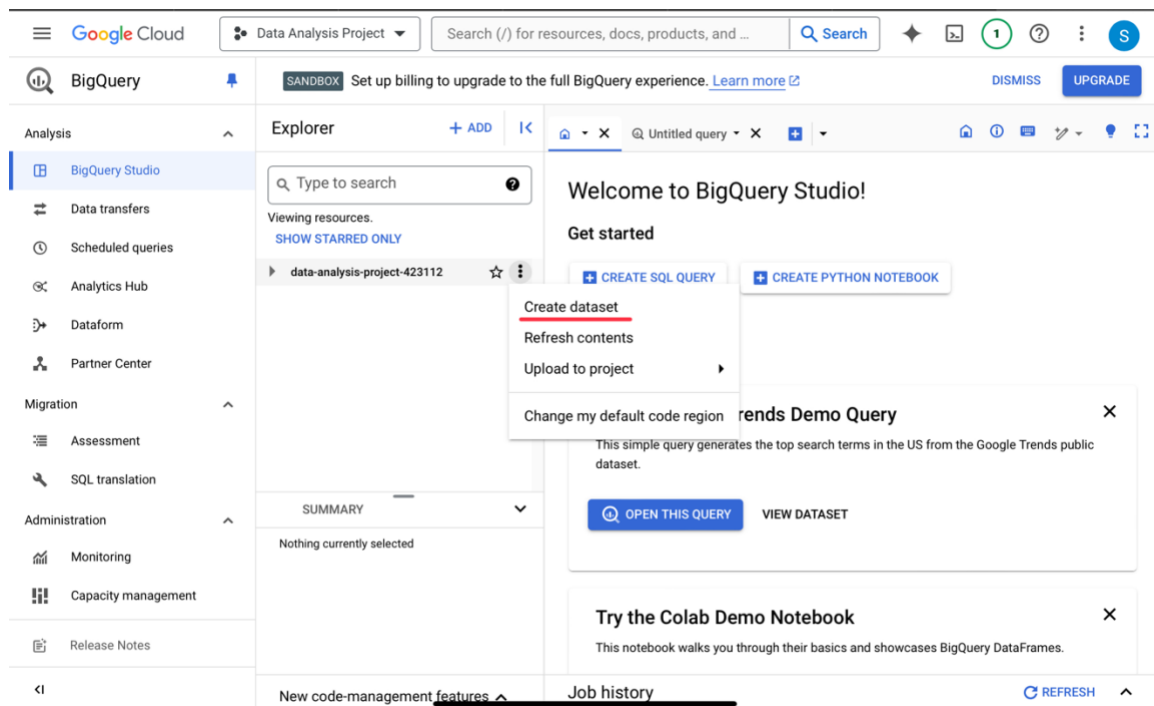 Google Cloud
Data Analysis Project
Search (/) for resources, docs, products, and ...
Search
1
S
BigQuery
SANDBOX Set up billing to upgrade to the full BigQuery experience. Learn more
DISMISS
UPGRADE
Analysis
BigQuery Studio
Data transfers
Scheduled queries
Analytics Hub
Dataform
Partner Center
Migration
Assessment
SQL translation
Administration
Monitoring
Capacity management
Release Notes
Explorer
+ ADD
Type to search
Viewing resources.
SHOW STARRED ONLY
data-analysis-project-423112
Create dataset
Refresh contents
Upload to project
Change my default code region
SUMMARY
Nothing currently selected
New code-management features
Untitled query
Welcome to BigQuery Studio!
Get started
CREATE SQL QUERY
CREATE PYTHON NOTEBOOK
rends Demo Query
This simple query generates the top search terms in the US from the Google Trends public
dataset.
OPEN THIS QUERY
VIEW DATASET
Try the Colab Demo Notebook
This notebook walks you through their basics and showcases BigQuery DataFrames.
Job history
REFRESH